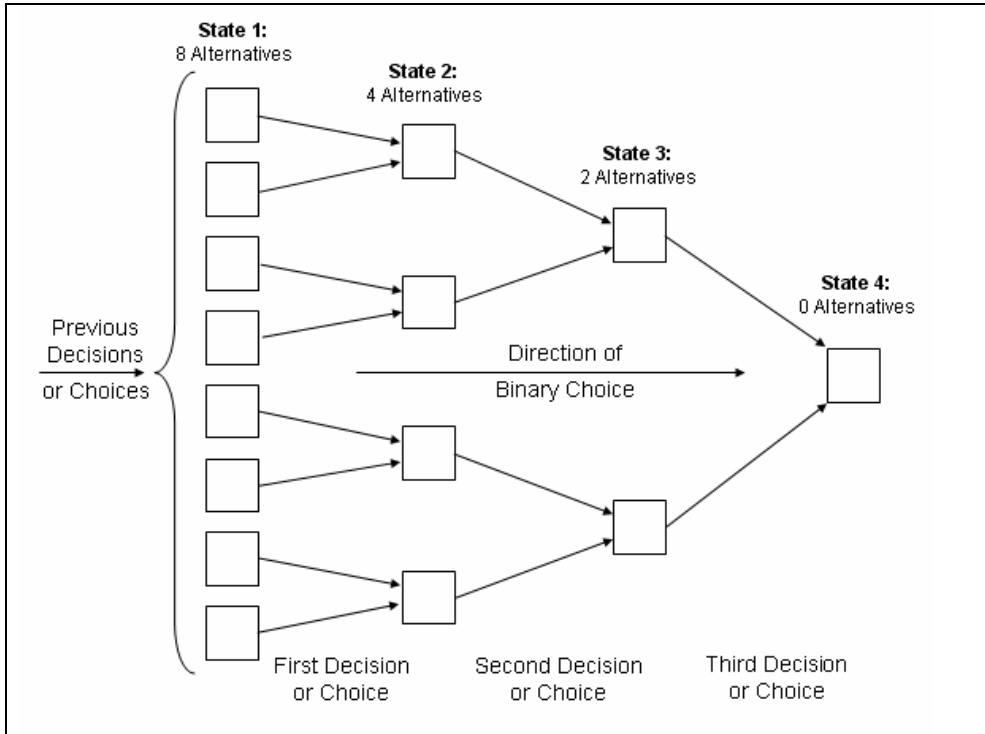 State 1:
8 Alternatives
State 2:
4 Alternatives
State 3:
2 Alternatives
State 4:
0 Alternatives
Previous
Decisions
or Choices
Direction of
Binary Choice
First Decision
or Choice
Second Decision
or Choice
Third Decision
or Choice